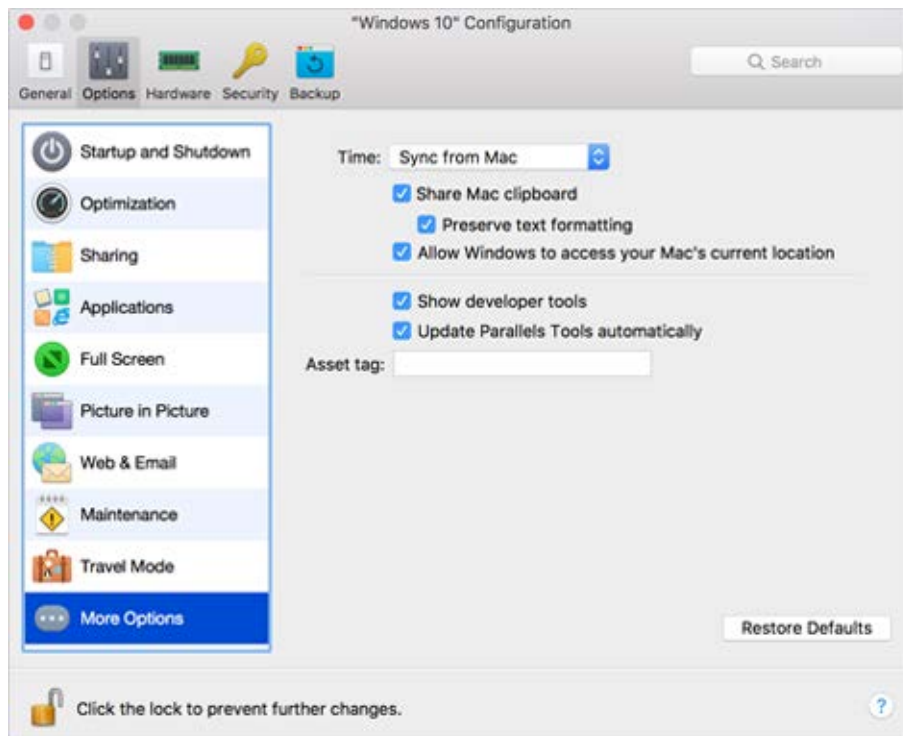 "Windows 10" Configuration
General Options Hardware Security Backup
Search
Startup and Shutdown
Optimization
Sharing
Applications
Full Screen
Picture in Picture
Web & Email
Maintenance
Travel Mode
More Options
Time: Sync from Mac
Share Mac clipboard
Preserve text formatting
Allow Windows to access your Mac's current location
Show developer tools
Update Parallels Tools automatically
Asset tag:
Restore Defaults
Click the lock to prevent further changes.
?